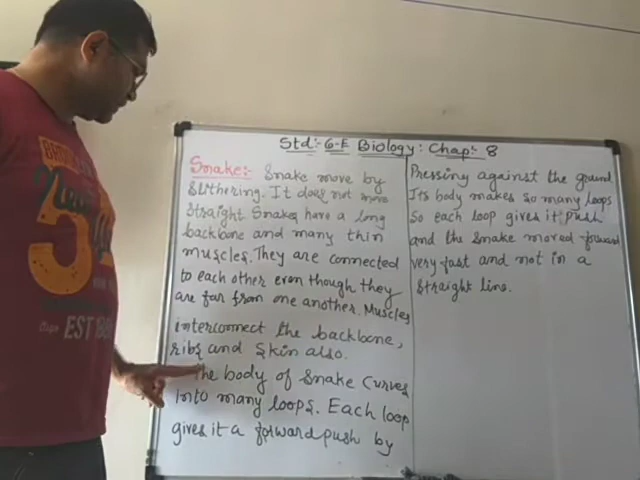 Std:- 6-E Biology: Chap:- 8
Snake:- Snake move by
slithering. It does not move
straight. Snakes have a long
backbone and many thin
muscles. They are connected
to each other even though they
are far from one another. Muscles
interconnect the backbone,
ribs and skin also.
The body of snake curves
into many loops. Each loop
gives it a forward push by
Pressing against the ground
Its body makes so many loops
So each loop gives it push
and the snake moved forward
very fast and not in a
straight line.
EST